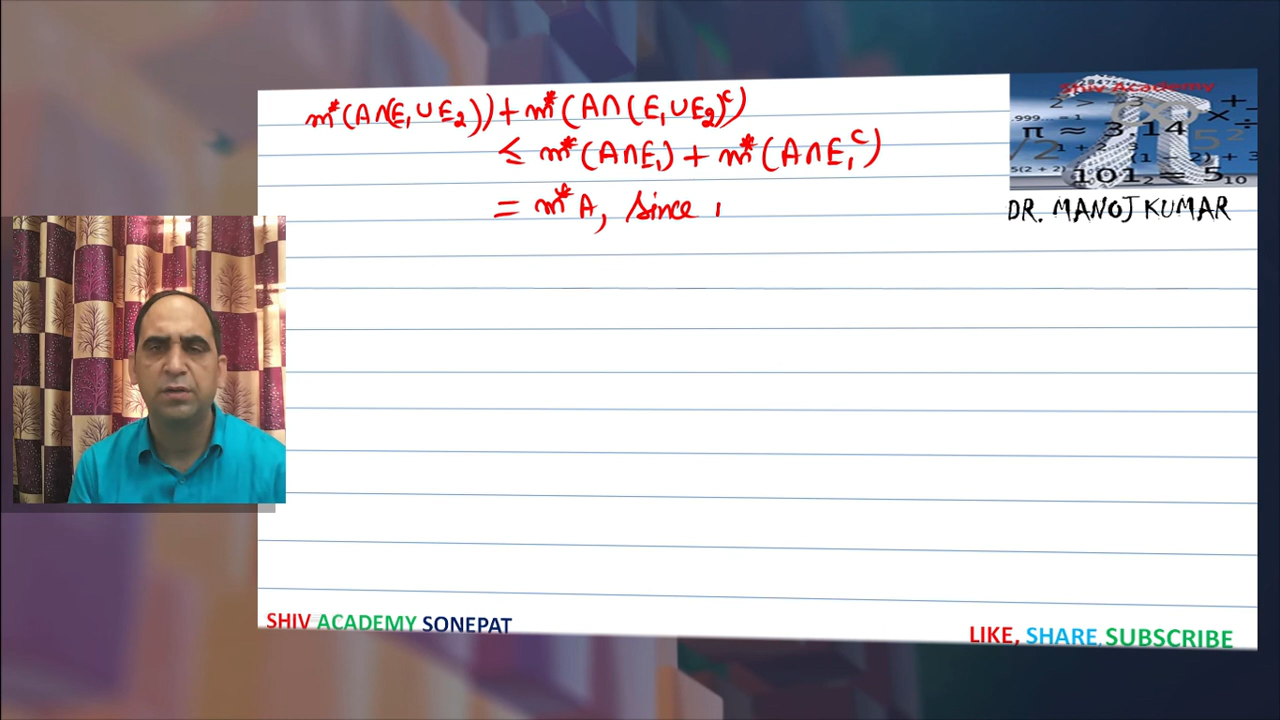 m*(A∩(E₁∪E₂)) + m*(A∩(E₁∪E₂)ᶜ)
≤ m*(A∩E₁) + m*(A∩E₁ᶜ)
= m*A, since
Shiv Academy
π ≈ 3 14
101₂ = 5₁₀
DR. MANOJ KUMAR
SHIV ACADEMY SONEPAT
LIKE, SHARE, SUBSCRIBE